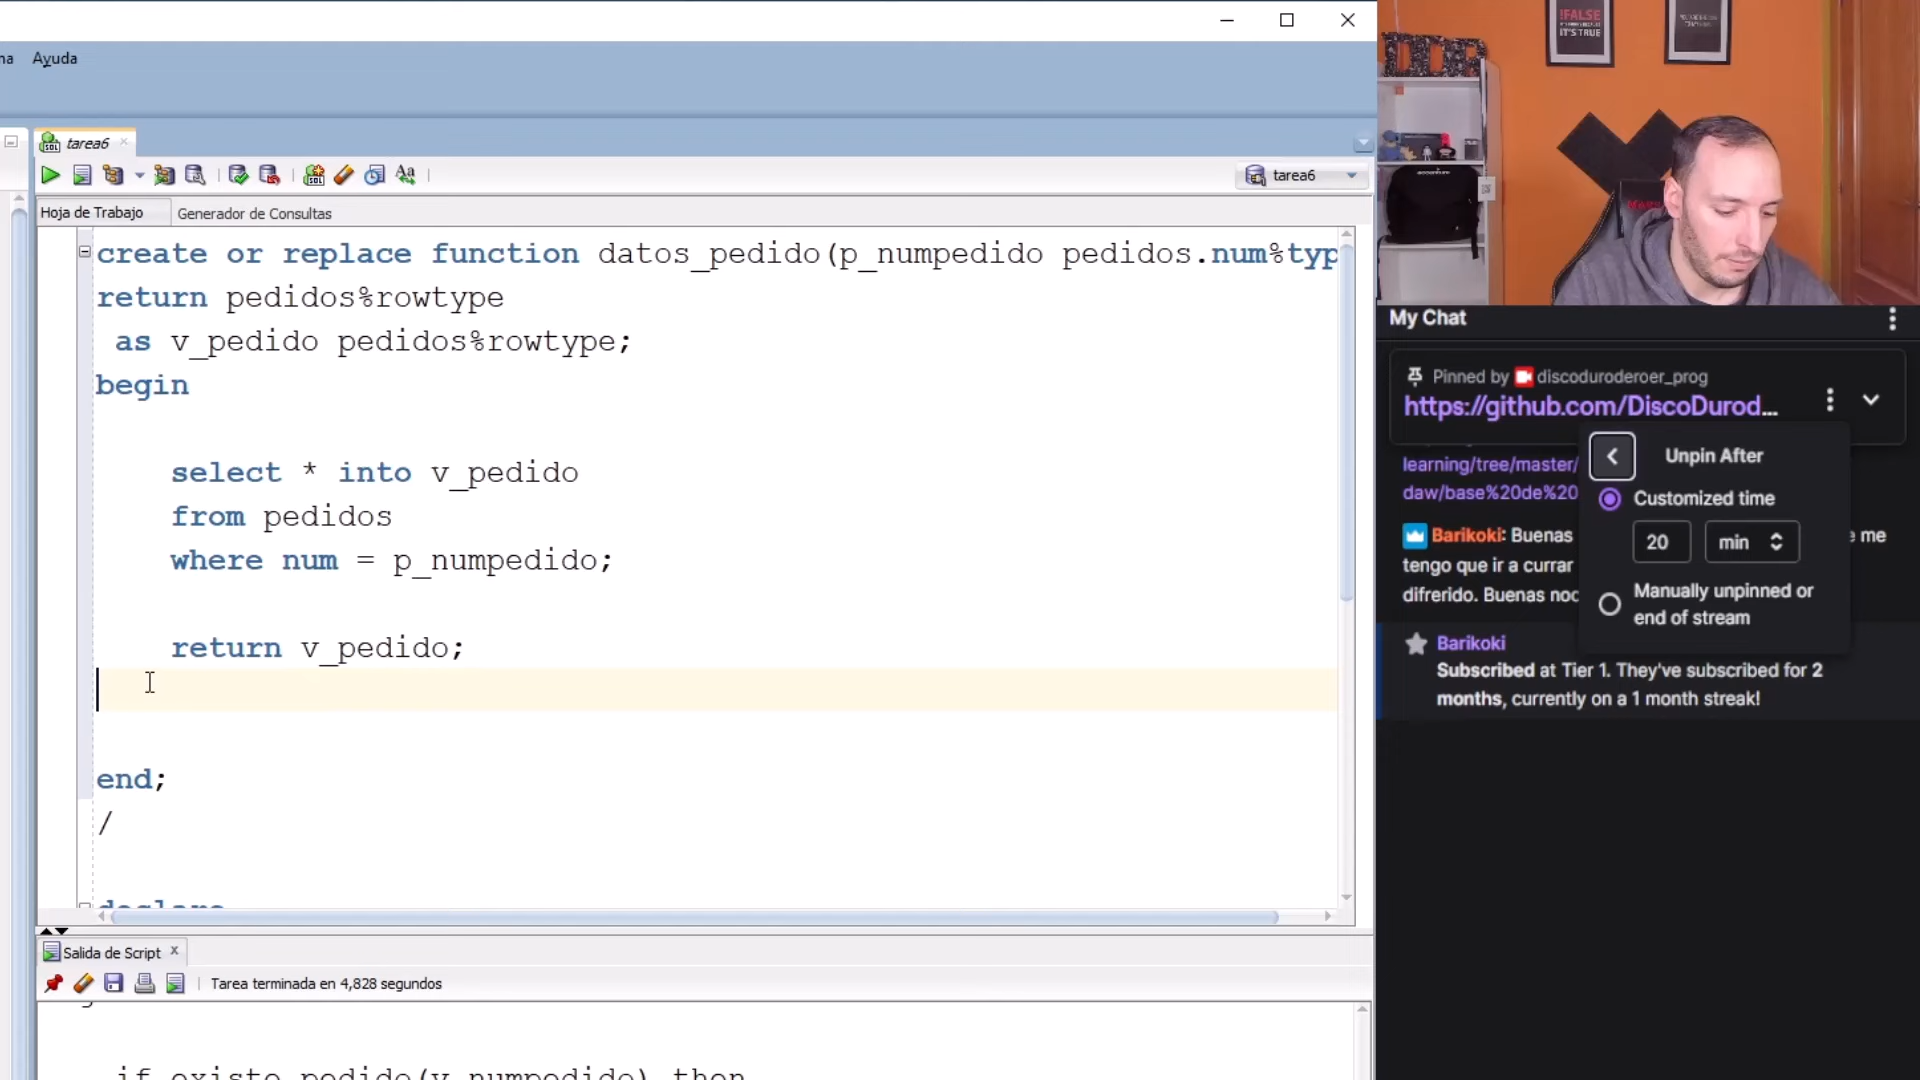 na Ayuda
tarea6
tarea6
Hoja de Trabajo
Generador de Consultas
create or replace function datos_pedido(p_numpedido pedidos.num%typ
return pedidos%rowtype
as v_pedido pedidos%rowtype;
begin
select * into v_pedido
from pedidos
where num = p_numpedido;
return v_pedido;
end;
/
declare
Salida de Script
Tarea terminada en 4,828 segundos
if existe_pedido(v_numpedido) then
!FALSE
IT'S TRUE
My Chat
Pinned by discoduroderoer_prog
https://github.com/DiscoDurod...
learning/tree/master/
daw/base%20de%20
Unpin After
Customized time
20 min
Manually unpinned or
end of stream
Barikoki: Buenas
e me
tengo que ir a currar
difrerido. Buenas noc
Barikoki
Subscribed at Tier 1. They've subscribed for 2
months, currently on a 1 month streak!